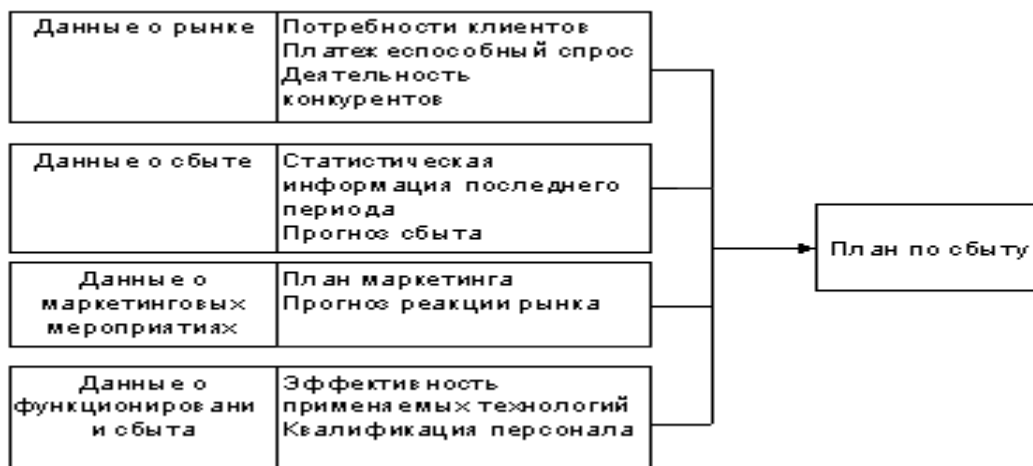 Данные о рынке
Потребности клиентов
Платежеспособный спрос
Деятельность
конкурентов
Данные о сбыте
Статистическая
информация последнего
периода
Прогноз сбыта
Данные о
маркетинговых
мероприятиях
План маркетинга
Прогноз реакции рынка
Данные о
функционировани
и сбыта
Эффективность
применяемых технологий
Квалификация персонала
План по сбыту